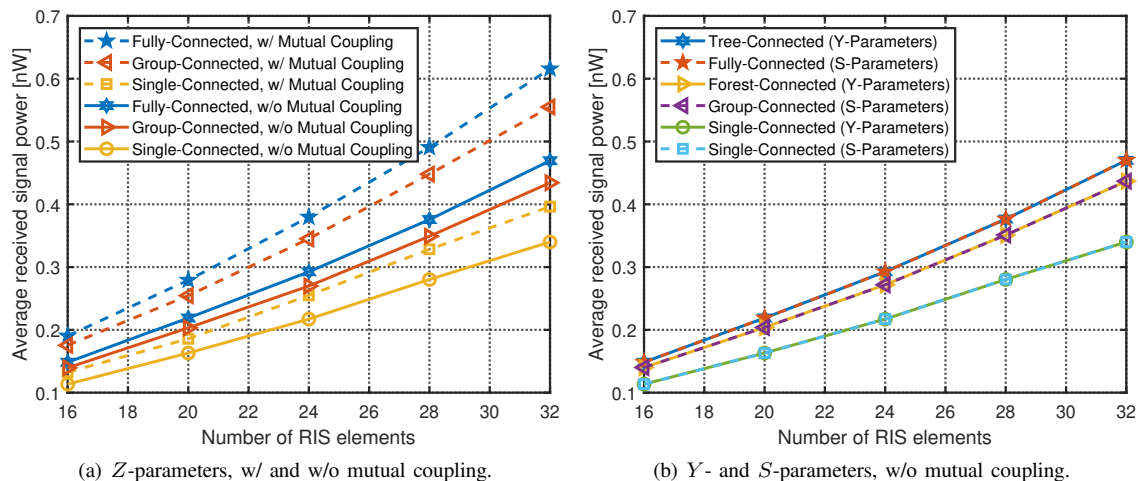 0.7
0.6
0.5
0.4
0.3
0.2
0.1
Average received signal power [nW]
Fully-Connected, w/ Mutual Coupling
Group-Connected, w/ Mutual Coupling
Single-Connected, w/ Mutual Coupling
Fully-Connected, w/o Mutual Coupling
Group-Connected, w/o Mutual Coupling
Single-Connected, w/o Mutual Coupling
16 18 20 22 24 26 28 30 32
Number of RIS elements
(a) Z-parameters, w/ and w/o mutual coupling.
0.7
0.6
0.5
0.4
0.3
0.2
0.1
Average received signal power [nW]
Tree-Connected (Y-Parameters)
Fully-Connected (S-Parameters)
Forest-Connected (Y-Parameters)
Group-Connected (S-Parameters)
Single-Connected (Y-Parameters)
Single-Connected (S-Parameters)
16 18 20 22 24 26 28 30 32
Number of RIS elements
(b) Y- and S-parameters, w/o mutual coupling.